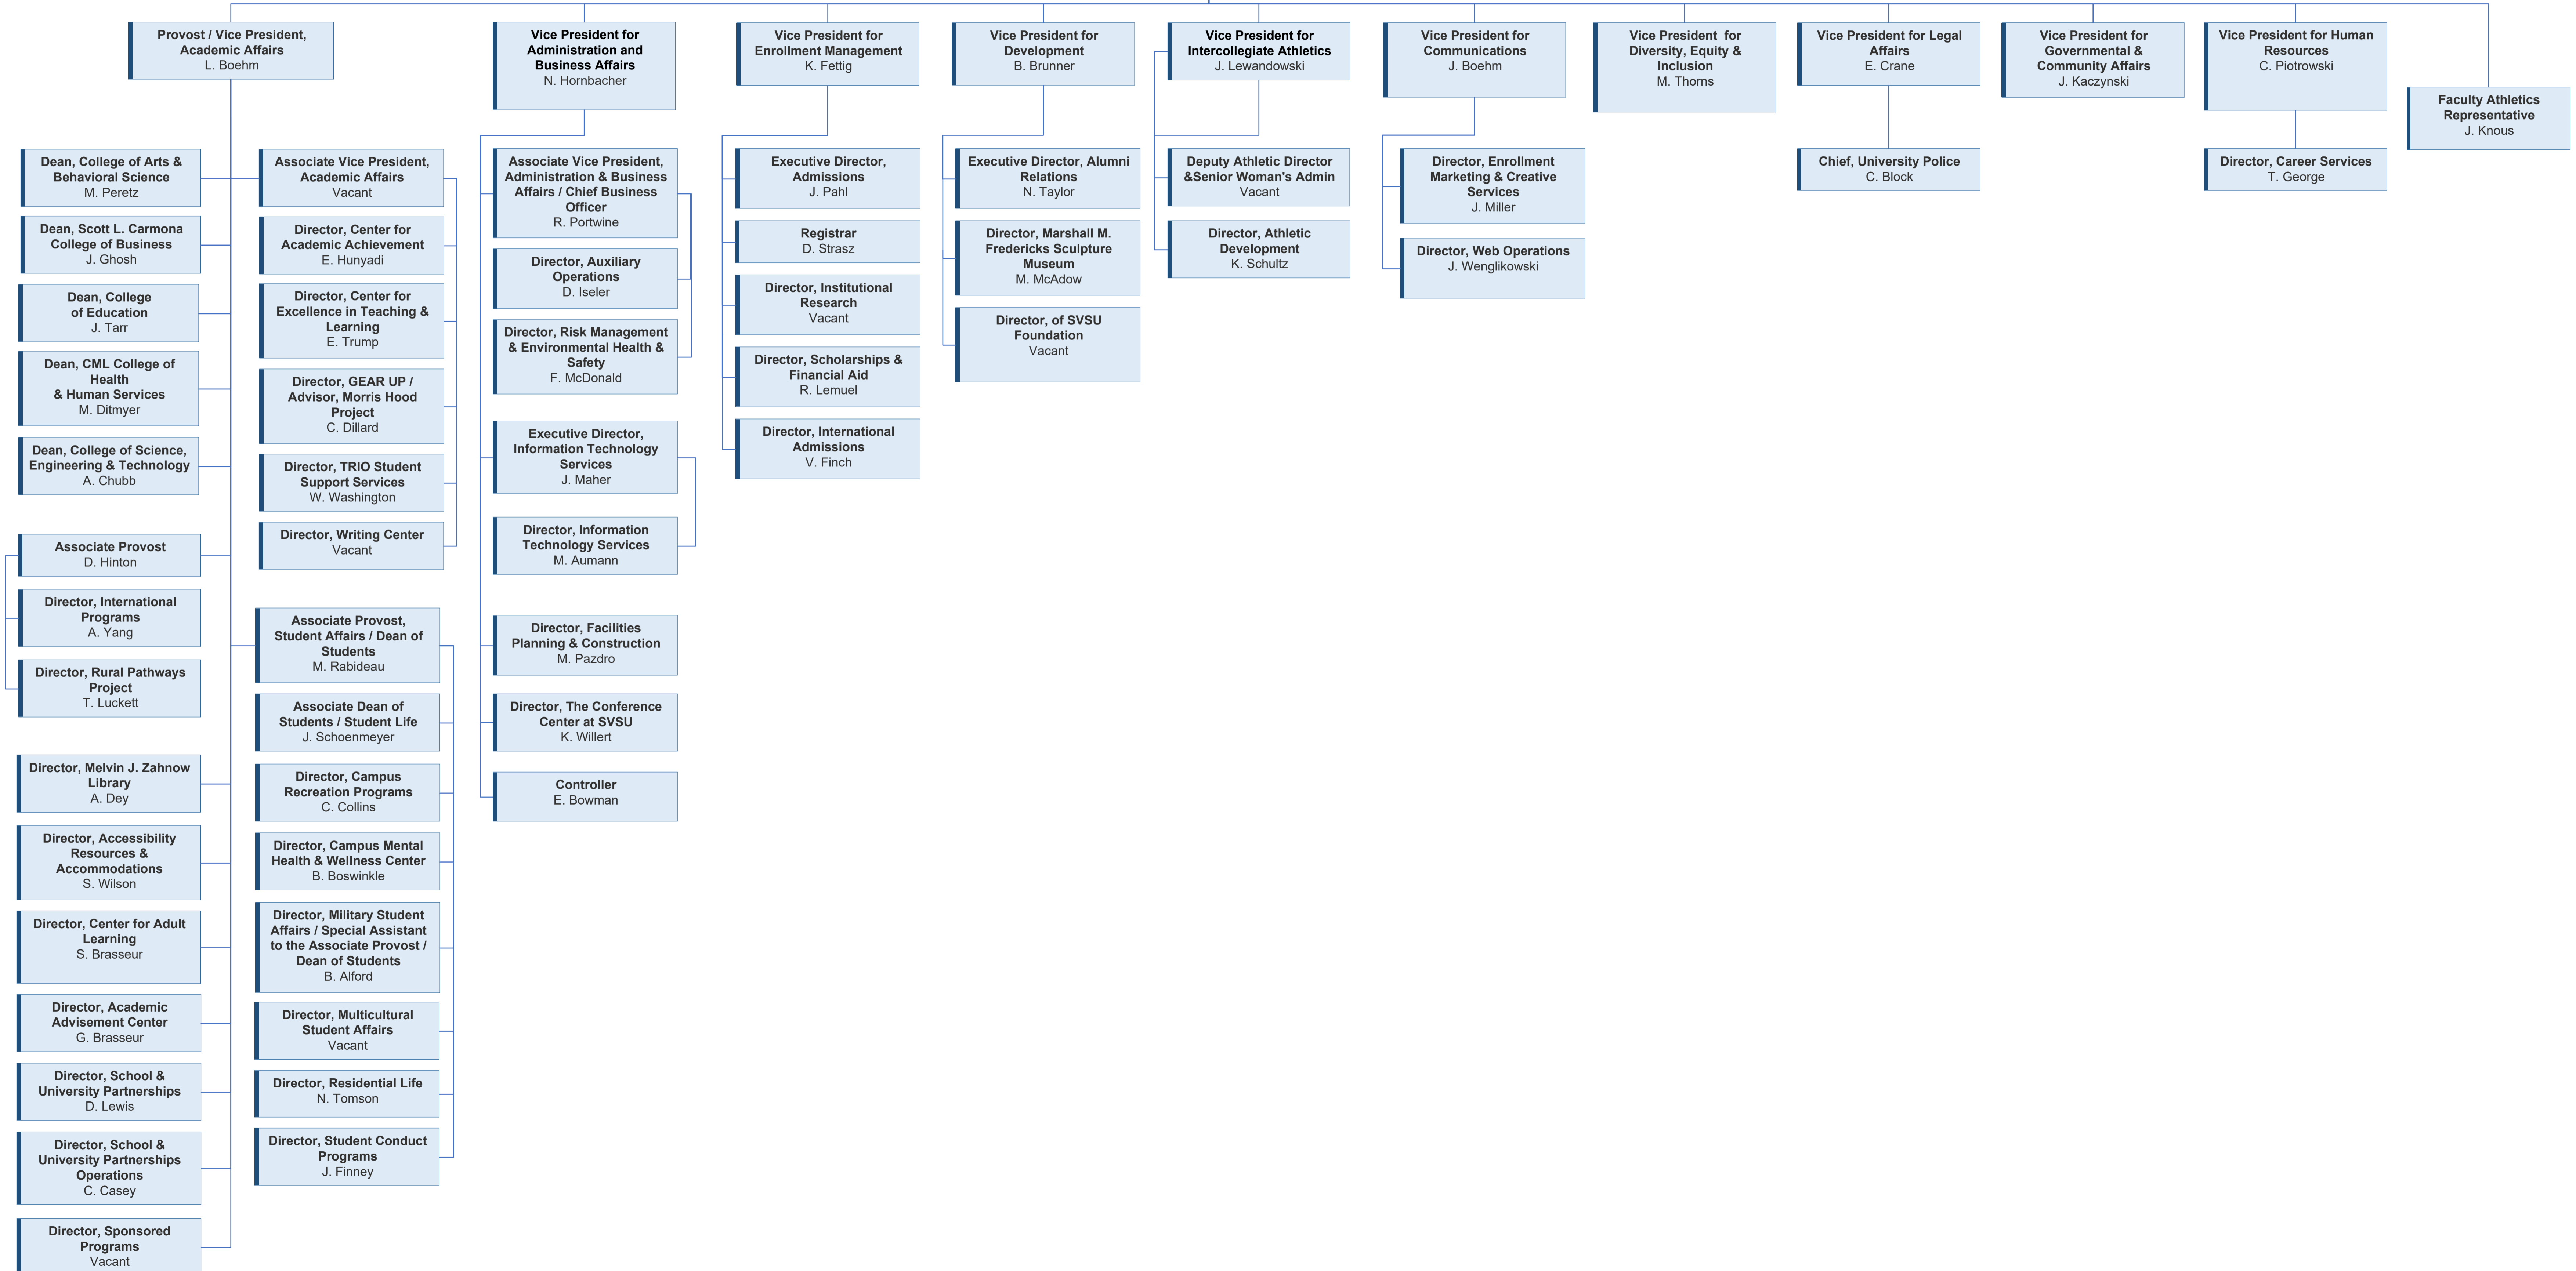 Provost / Vice President,
Academic Affairs
L. Boehm
Vice President for
Administration and
Business Affairs
N. Hornbacher
Vice President for
Enrollment Management
K. Fettig
Vice President for
Development
B. Brunner
Vice President for
Intercollegiate Athletics
J. Lewandowski
Vice President for
Communications
J. Boehm
Vice President for
Diversity, Equity &
Inclusion
M. Thorns
Vice President for Legal
Affairs
E. Crane
Vice President for
Governmental &
Community Affairs
J. Kaczynski
Vice President for Human
Resources
C. Piotrowski
Faculty Athletics
Representative
J. Knous
Dean, College of Arts &
Behavioral Science
M. Peretz
Dean, Scott L. Carmona
College of Business
J. Ghosh
Dean, College
of Education
J. Tarr
Dean, CML College of
Health
& Human Services
M. Ditmyer
Dean, College of Science,
Engineering & Technology
A. Chubb
Associate Provost
D. Hinton
Director, International
Programs
A. Yang
Director, Rural Pathways
Project
T. Luckett
Director, Melvin J. Zahnow
Library
A. Dey
Director, Accessibility
Resources &
Accommodations
S. Wilson
Director, Center for Adult
Learning
S. Brasseur
Director, Academic
Advisement Center
G. Brasseur
Director, School &
University Partnerships
D. Lewis
Director, School &
University Partnerships
Operations
C. Casey
Director, Sponsored
Programs
Vacant
Associate Vice President,
Academic Affairs
Vacant
Director, Center for
Academic Achievement
E. Hunyadi
Director, Center for
Excellence in Teaching &
Learning
E. Trump
Director, GEAR UP /
Advisor, Morris Hood
Project
C. Dillard
Director, TRIO Student
Support Services
W. Washington
Director, Writing Center
Vacant
Associate Provost,
Student Affairs / Dean of
Students
M. Rabideau
Associate Dean of
Students / Student Life
J. Schoenmeyer
Director, Campus
Recreation Programs
C. Collins
Director, Campus Mental
Health & Wellness Center
B. Boswinkle
Director, Military Student
Affairs / Special Assistant
to the Associate Provost /
Dean of Students
B. Alford
Director, Multicultural
Student Affairs
Vacant
Director, Residential Life
N. Tomson
Director, Student Conduct
Programs
J. Finney
Associate Vice President,
Administration & Business
Affairs / Chief Business
Officer
R. Portwine
Director, Auxiliary
Operations
D. Iseler
Director, Risk Management
& Environmental Health &
Safety
F. McDonald
Executive Director,
Information Technology
Services
J. Maher
Director, Information
Technology Services
M. Aumann
Director, Facilities
Planning & Construction
M. Pazdro
Director, The Conference
Center at SVSU
K. Willert
Controller
E. Bowman
Executive Director,
Admissions
J. Pahl
Registrar
D. Strasz
Director, Institutional
Research
Vacant
Director, Scholarships &
Financial Aid
R. Lemuel
Director, International
Admissions
V. Finch
Executive Director, Alumni
Relations
N. Taylor
Director, Marshall M.
Fredericks Sculpture
Museum
M. McAdow
Director, of SVSU
Foundation
Vacant
Deputy Athletic Director
&Senior Woman's Admin
Vacant
Director, Athletic
Development
K. Schultz
Director, Enrollment
Marketing & Creative
Services
J. Miller
Director, Web Operations
J. Wenglikowski
Chief, University Police
C. Block
Director, Career Services
T. George